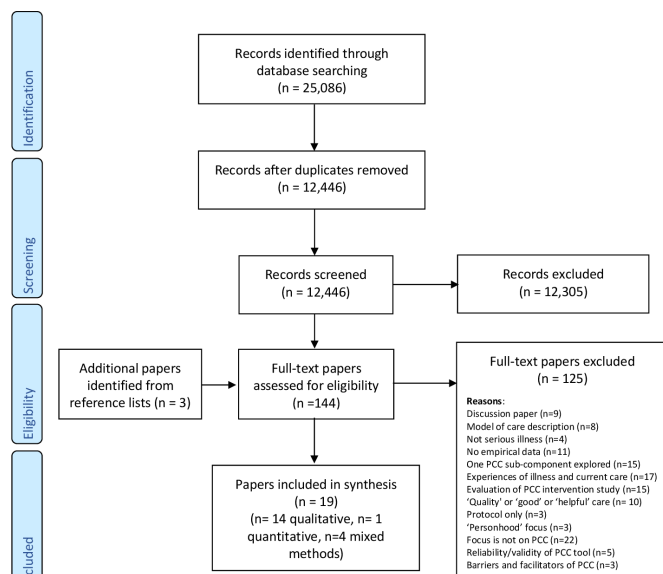 Identification
Records identified through
database searching
(n = 25,086)
Records after duplicates removed
(n = 12,446)
Screening
Records screened
(n = 12,446)
Records excluded
(n = 12,305)
Eligibility
Additional papers
identified from
reference lists (n = 3)
Full-text papers
assessed for eligibility
(n =144)
Full-text papers excluded
(n = 125)
Reasons:
Discussion paper (n=9)
Model of care description (n=8)
Not serious illness (n=4)
No empirical data (n=11)
One PCC sub-component explored (n=15)
Experiences of illness and current care (n=17)
Evaluation of PCC intervention study (n=15)
‘Quality’ or ‘good’ or ‘helpful’ care (n= 10)
Protocol only (n=3)
‘Personhood’ focus (n=3)
Focus is not on PCC (n=22)
Reliability/validity of PCC tool (n=5)
Barriers and facilitators of PCC (n=3)
Papers included in synthesis
(n = 19)
(n= 14 qualitative, n= 1
quantitative, n=4 mixed
methods)